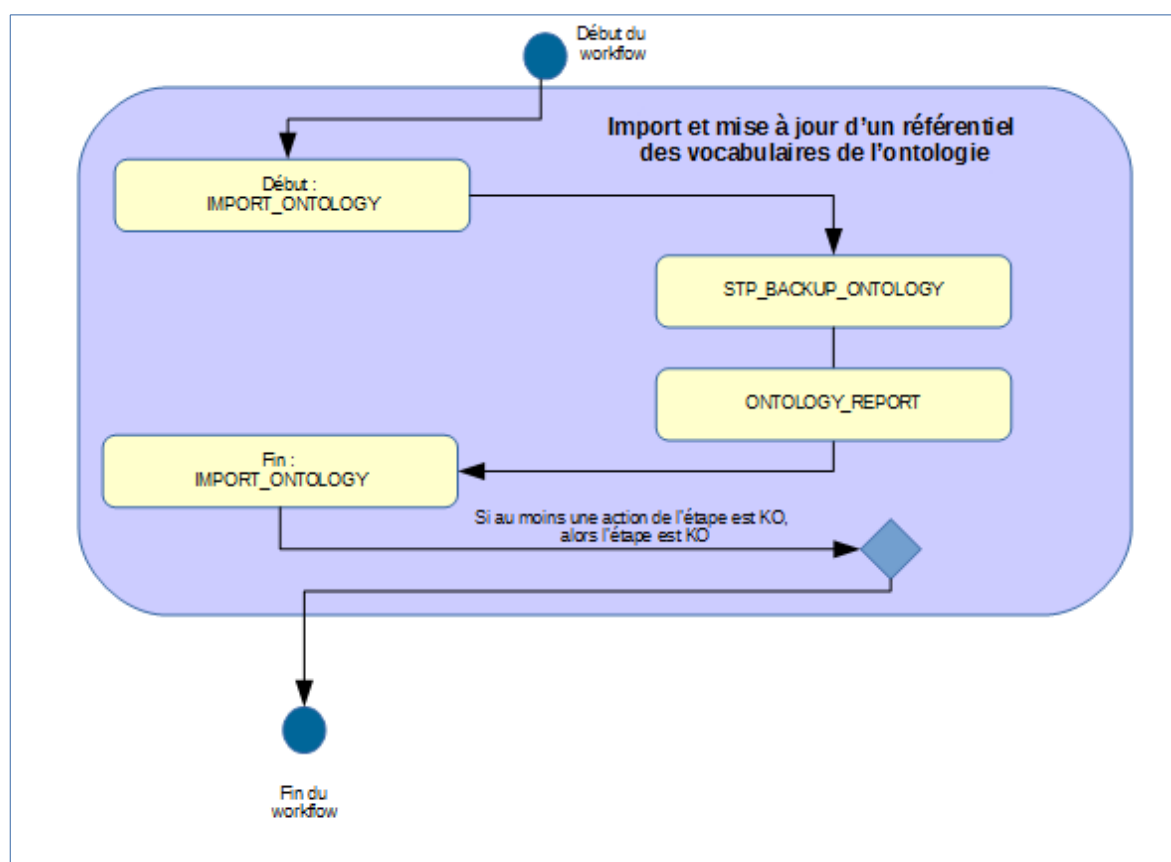 Début du
workflow
Import et mise à jour d'un référentiel
des vocabulaires de l'ontologie
Début :
IMPORT_ONTOLOGY
STP_BACKUP_ONTOLOGY
ONTOLOGY_REPORT
Fin :
IMPORT_ONTOLOGY
Si au moins une action de l'étape est KO,
alors l'étape est KO
Fin du
workflow